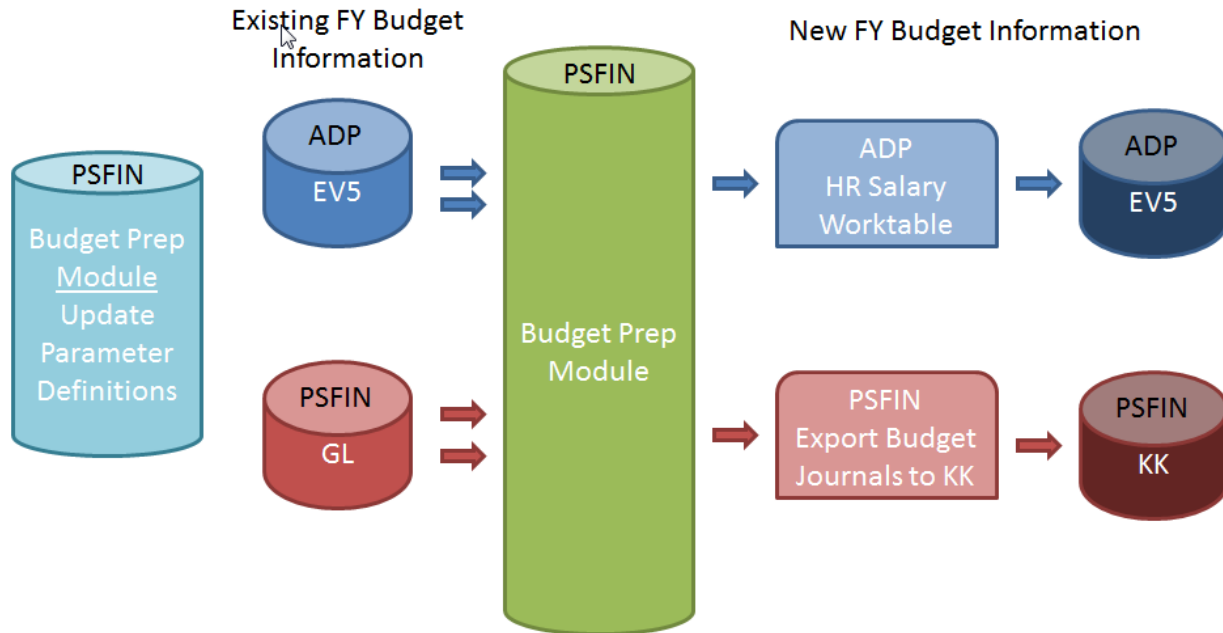 Existing FY Budget
Information
New FY Budget Information
PSFIN
Budget Prep
Module
Update
Parameter
Definitions
ADP
EV5
PSFIN
GL
PSFIN
Budget Prep
Module
ADP
HR Salary
Worktable
ADP
EV5
PSFIN
Export Budget
Journals to KK
PSFIN
KK